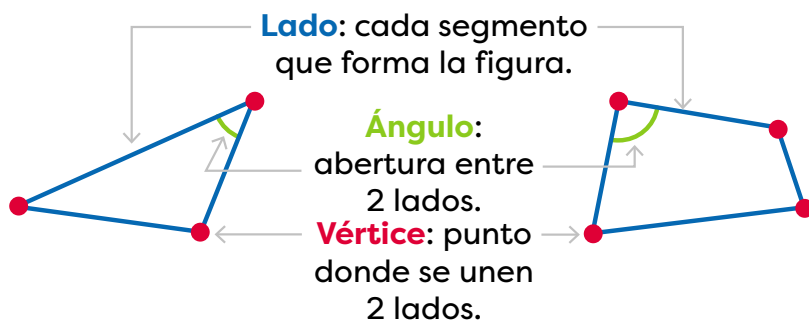 Lado: cada segmento
que forma la figura.
Ángulo:
abertura entre
2 lados.
Vértice: punto
donde se unen
2 lados.